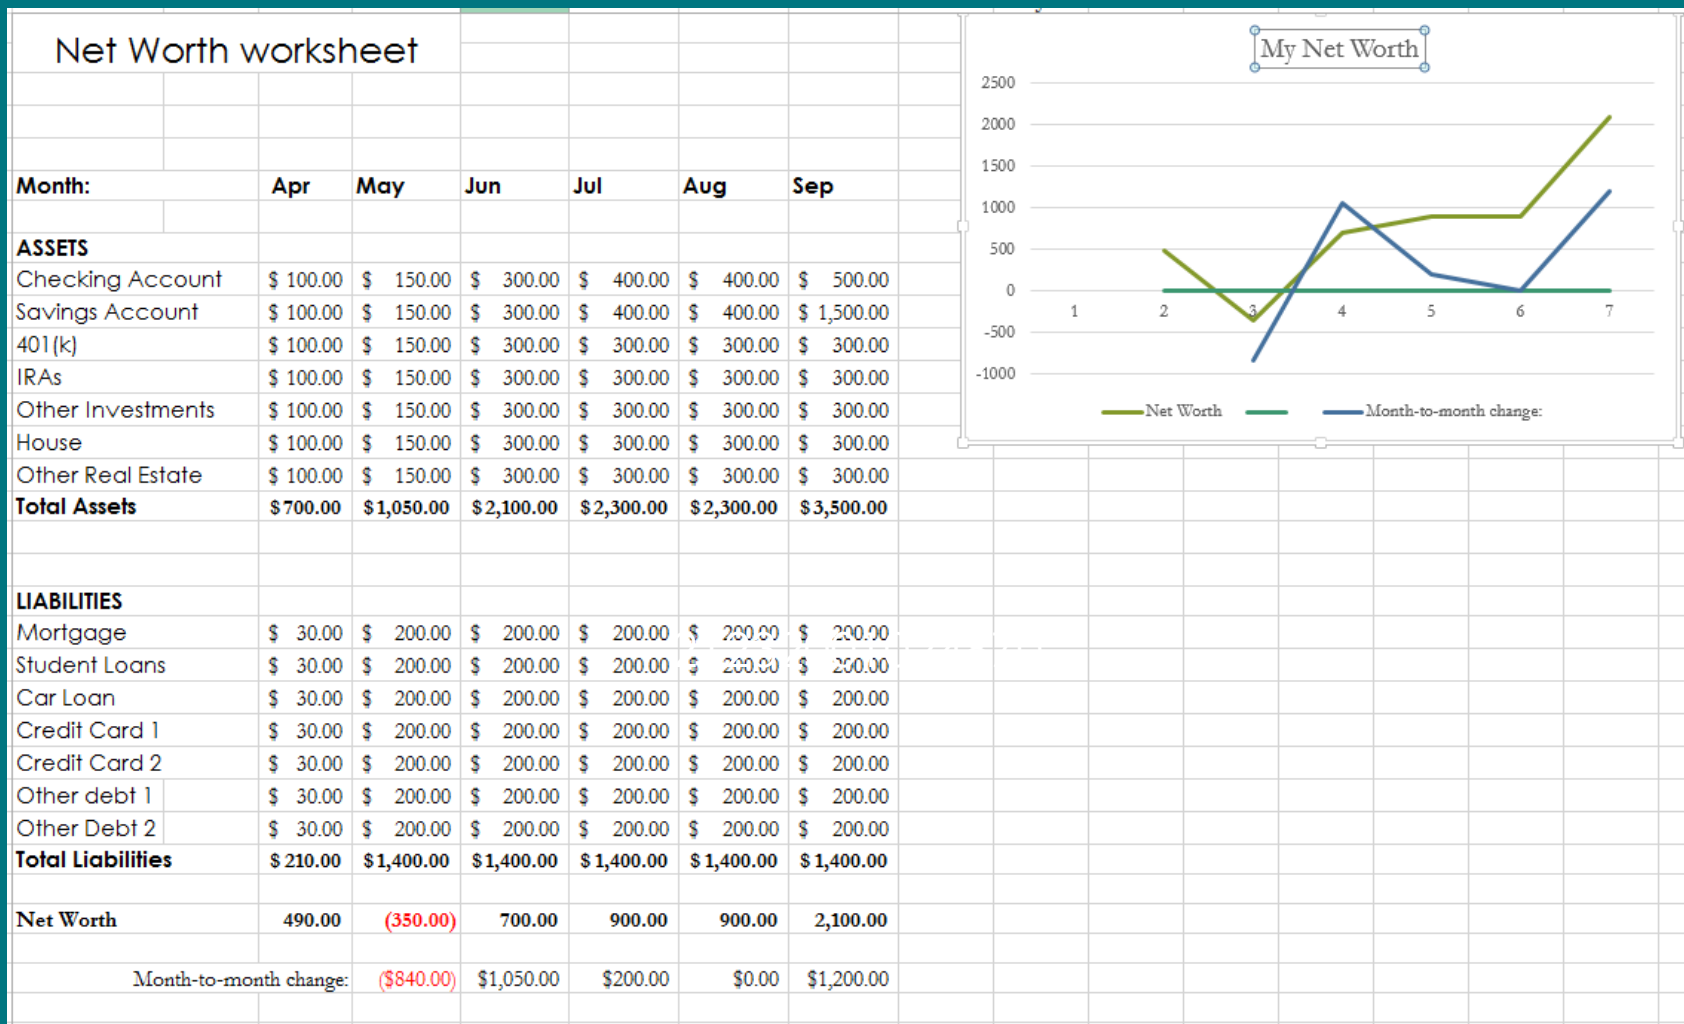 Net Worth worksheet
Month: Apr May Jun Jul Aug Sep
ASSETS
Checking Account $ 100.00 $ 150.00 $ 300.00 $ 400.00 $ 400.00 $ 500.00
Savings Account $ 100.00 $ 150.00 $ 300.00 $ 400.00 $ 400.00 $ 1,500.00
401(k) $ 100.00 $ 150.00 $ 300.00 $ 300.00 $ 300.00 $ 300.00
IRAs $ 100.00 $ 150.00 $ 300.00 $ 300.00 $ 300.00 $ 300.00
Other Investments $ 100.00 $ 150.00 $ 300.00 $ 300.00 $ 300.00 $ 300.00
House $ 100.00 $ 150.00 $ 300.00 $ 300.00 $ 300.00 $ 300.00
Other Real Estate $ 100.00 $ 150.00 $ 300.00 $ 300.00 $ 300.00 $ 300.00
Total Assets $700.00 $1,050.00 $2,100.00 $2,300.00 $2,300.00 $3,500.00
LIABILITIES
Mortgage $ 30.00 $ 200.00 $ 200.00 $ 200.00 $ 200.00 $ 200.00
Student Loans $ 30.00 $ 200.00 $ 200.00 $ 200.00 $ 200.00 $ 200.00
Car Loan $ 30.00 $ 200.00 $ 200.00 $ 200.00 $ 200.00 $ 200.00
Credit Card 1 $ 30.00 $ 200.00 $ 200.00 $ 200.00 $ 200.00 $ 200.00
Credit Card 2 $ 30.00 $ 200.00 $ 200.00 $ 200.00 $ 200.00 $ 200.00
Other debt 1 $ 30.00 $ 200.00 $ 200.00 $ 200.00 $ 200.00 $ 200.00
Other Debt 2 $ 30.00 $ 200.00 $ 200.00 $ 200.00 $ 200.00 $ 200.00
Total Liabilities $210.00 $1,400.00 $1,400.00 $1,400.00 $1,400.00 $1,400.00
Net Worth 490.00 (350.00) 700.00 900.00 900.00 2,100.00
Month-to-month change: ($840.00) $1,050.00 $200.00 $0.00 $1,200.00
My Net Worth
2500
2000
1500
1000
500
0
1 2 3 4 5 6 7
-500
-1000
Net Worth Month-to-month change: